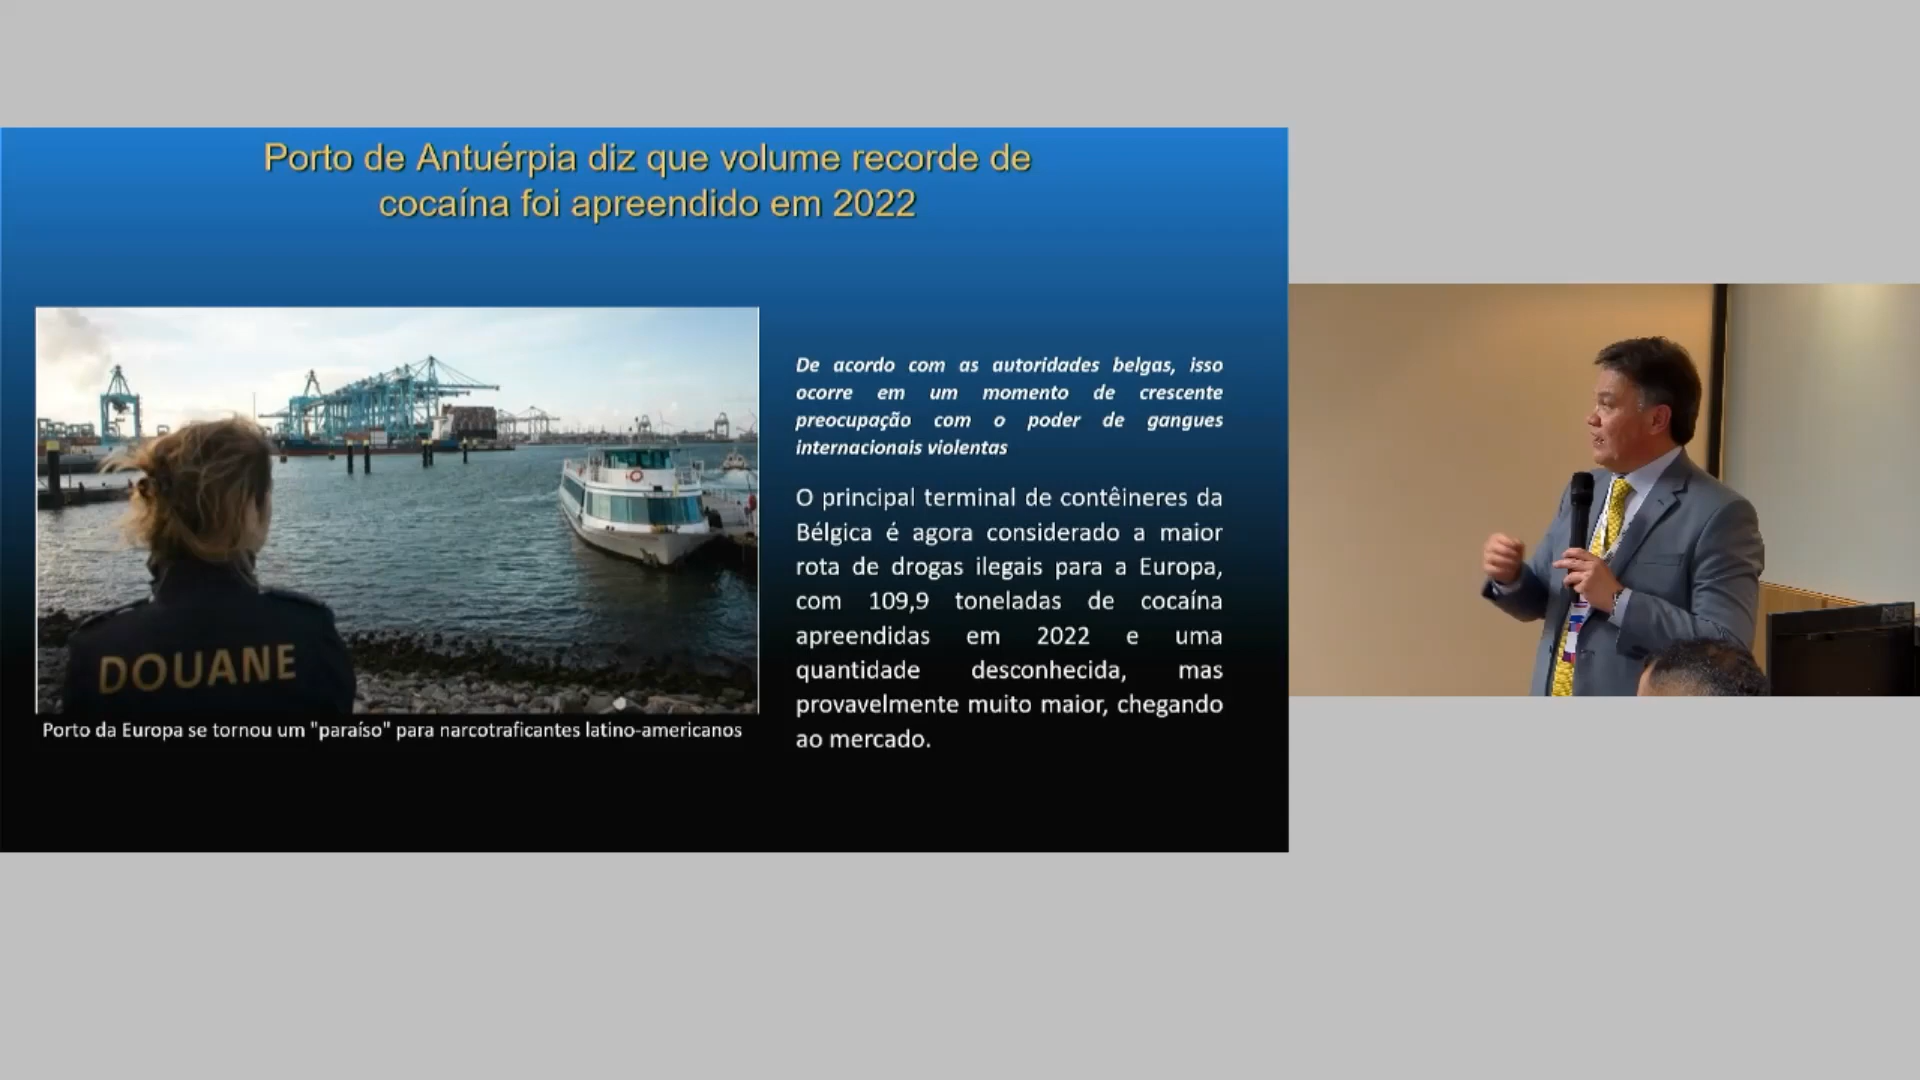 Porto de Antuérpia diz que volume recorde de
cocaína foi apreendido em 2022
De acordo com as autoridades belgas, isso
ocorre em um momento de crescente
preocupação com o poder de gangues
internacionais violentas
O principal terminal de contêineres da
Bélgica é agora considerado a maior
rota de drogas ilegais para a Europa,
com 109,9 toneladas de cocaína
apreendidas em 2022 e uma
quantidade desconhecida, mas
provavelmente muito maior, chegando
ao mercado.
DOUANE
Porto da Europa se tornou um "paraíso" para narcotraficantes latino-americanos